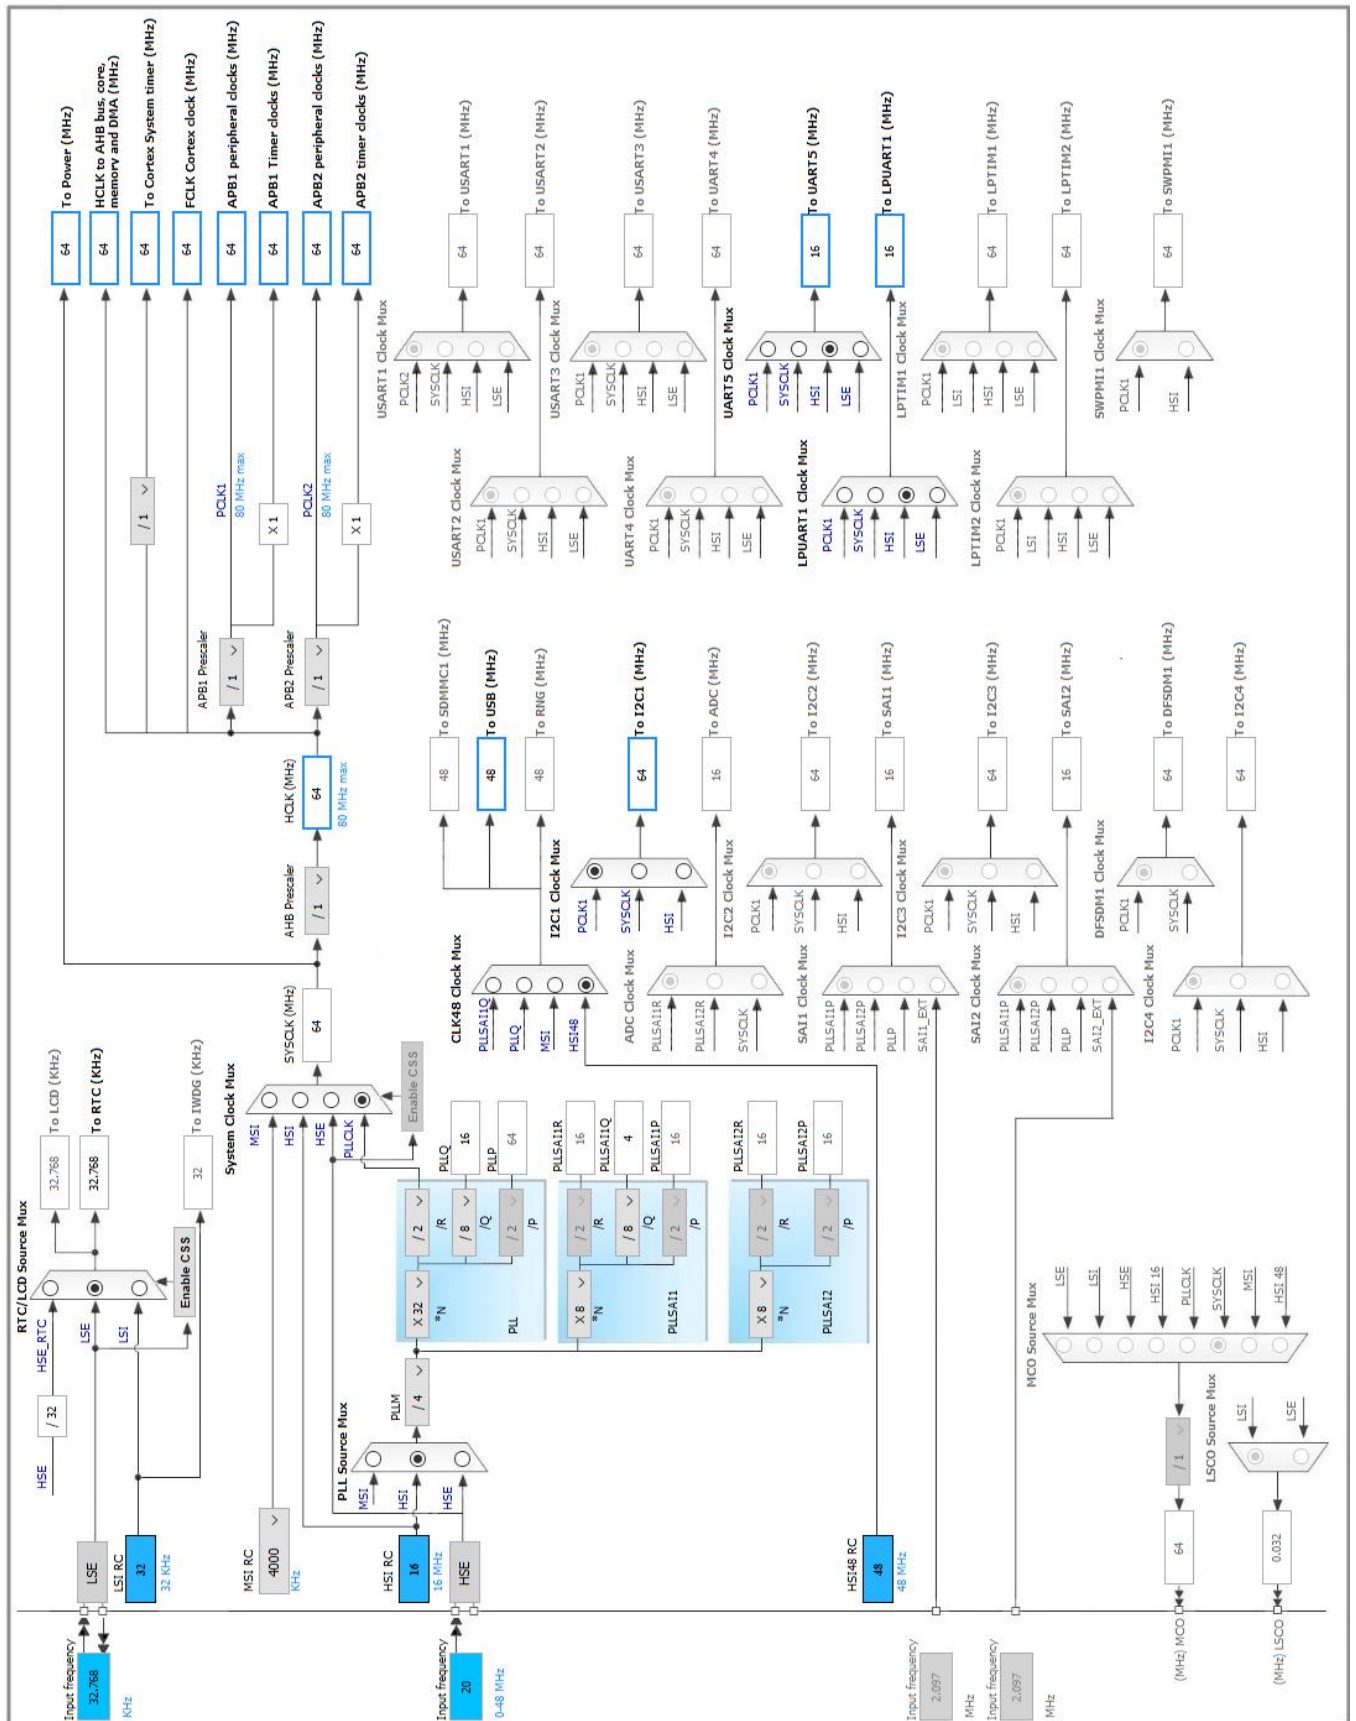 RTC/LCD Source Mux
HSE
/ 32
HSE_RTC
Input frequency
32.768
KHz
LSE
LSE
32.768
To LCD (KHz)
32.768
To RTC (KHz)
LSI RC
32
32 KHz
LSI
Enable CSS
32
To IWDG (KHz)
System Clock Mux
MSI RC
4000
KHz
MSI
HSI
HSE
PLLCLK
Enable CSS
SYSCLK (MHz)
64
AHB Prescaler
/ 1
HCLK (MHz)
64
80 MHz max
APB1 Prescaler
/ 1
PCLK1
80 MHz max
X 1
APB2 Prescaler
/ 1
PCLK2
80 MHz max
X 1
/ 1
64
To Power (MHz)
64
HCLK to AHB bus, core,
memory and DMA (MHz)
64
To Cortex System timer (MHz)
64
FCLK Cortex clock (MHz)
64
APB1 peripheral clocks (MHz)
64
APB1 Timer clocks (MHz)
64
APB2 peripheral clocks (MHz)
64
APB2 timer clocks (MHz)
PLL Source Mux
MSI
HSI
HSE
HSI RC
16
16 MHz
Input frequency
20
0-48 MHz
HSE
PLLM
/ 4
X 32
*N
PLL
/ 2
/R
/ 8
/Q
/ 2
/P
PLLQ
16
PLLP
64
X 8
*N
PLLSAI1
/ 2
/R
/ 8
/Q
/ 2
/P
PLLSAI1R
16
PLLSAI1Q
4
PLLSAI1P
16
X 8
*N
PLLSAI2
/ 2
/R
/ 2
/P
PLLSAI2R
16
PLLSAI2P
16
HSI48 RC
48
48 MHz
Input frequency
2.097
MHz
Input frequency
2.097
MHz
CLK48 Clock Mux
PLLSAI1Q
PLLQ
MSI
HSI48
48
To SDMMC1 (MHz)
48
To USB (MHz)
48
To RNG (MHz)
I2C1 Clock Mux
PCLK1
SYSCLK
HSI
64
To I2C1 (MHz)
ADC Clock Mux
PLLSAI1R
PLLSAI2R
SYSCLK
16
To ADC (MHz)
I2C2 Clock Mux
PCLK1
SYSCLK
HSI
64
To I2C2 (MHz)
SAI1 Clock Mux
PLLSAI1P
PLLSAI2P
PLLP
SAI1_EXT
16
To SAI1 (MHz)
I2C3 Clock Mux
PCLK1
SYSCLK
HSI
64
To I2C3 (MHz)
SAI2 Clock Mux
PLLSAI1P
PLLSAI2P
PLLP
SAI2_EXT
16
To SAI2 (MHz)
DFSDM1 Clock Mux
PCLK1
SYSCLK
64
To DFSDM1 (MHz)
I2C4 Clock Mux
PCLK1
SYSCLK
HSI
64
To I2C4 (MHz)
USART1 Clock Mux
PCLK2
SYSCLK
HSI
LSE
64
To USART1 (MHz)
USART2 Clock Mux
PCLK1
SYSCLK
HSI
LSE
64
To USART2 (MHz)
USART3 Clock Mux
PCLK1
SYSCLK
HSI
LSE
64
To USART3 (MHz)
UART4 Clock Mux
PCLK1
SYSCLK
HSI
LSE
64
To UART4 (MHz)
UART5 Clock Mux
PCLK1
SYSCLK
HSI
LSE
16
To UART5 (MHz)
LPUART1 Clock Mux
PCLK1
SYSCLK
HSI
LSE
16
To LPUART1 (MHz)
LPTIM1 Clock Mux
PCLK1
LSI
HSI
LSE
64
To LPTIM1 (MHz)
LPTIM2 Clock Mux
PCLK1
LSI
HSI
LSE
64
To LPTIM2 (MHz)
SWPMI1 Clock Mux
PCLK1
HSI
64
To SWPMI1 (MHz)
MCO Source Mux
LSE
LSI
HSE
HSI 16
PLLCLK
SYSCLK
MSI
HSI 48
/ 1
64
(MHz) MCO
LSCO Source Mux
LSI
LSE
0.032
(MHz) LSCO